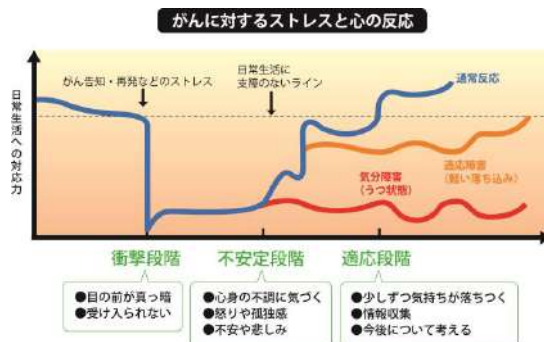 がんに対するストレスと心の反応
日常生活への対応力
がん告知・再発などのストレス
日常生活に
支障のないライン
通常反応
適応障害
(軽い落ち込み)
気分障害
(うつ状態)
衝撃段階
不安定段階
適応段階
●目の前が真っ暗
●受け入れられない
●心身の不調に気づく
●怒りや孤独感
●不安や悲しみ
●少しずつ気持ちが落ちつく
●情報収集
●今後について考える